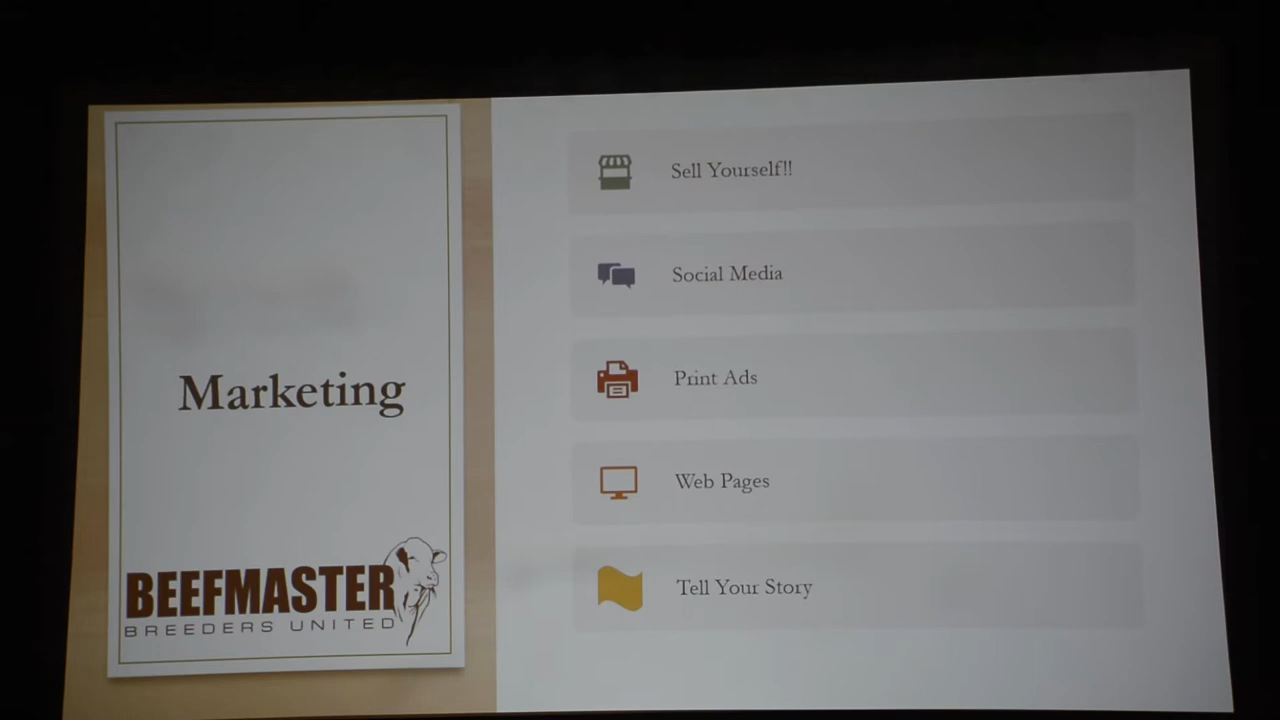 Marketing
BEEFMASTER
BREEDERS UNITED
Sell Yourself!!
Social Media
Print Ads
Web Pages
Tell Your Story